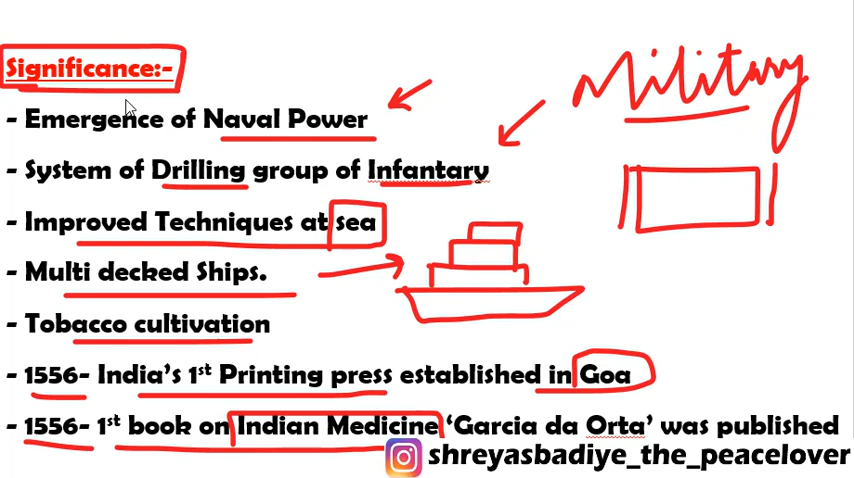 Significance:-
Military
- Emergence of Naval Power
- System of Drilling group of Infantary
- Improved Techniques at sea
- Multi decked Ships.
- Tobacco cultivation
- 1556- India's 1st Printing press established in Goa
- 1556- 1st book on Indian Medicine 'Garcia da Orta' was published
shreyasbadiye_the_peacelover